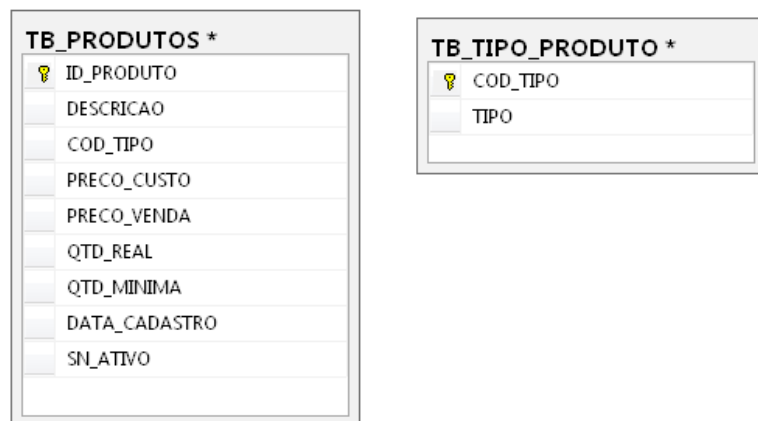 TB_PRODUTOS *
ID_PRODUTO
DESCRICAO
COD_TIPO
PRECO_CUSTO
PRECO_VENDA
QTD_REAL
QTD_MINIMA
DATA_CADASTRO
SN_ATIVO
TB_TIPO_PRODUTO *
COD_TIPO
TIPO